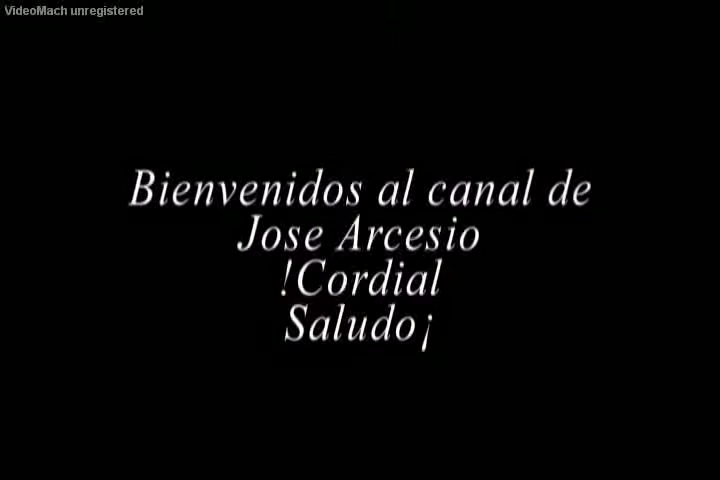 VideoMach unregistered
Bienvenidos al canal de
Jose Arcesio
!Cordial
Saludo¡